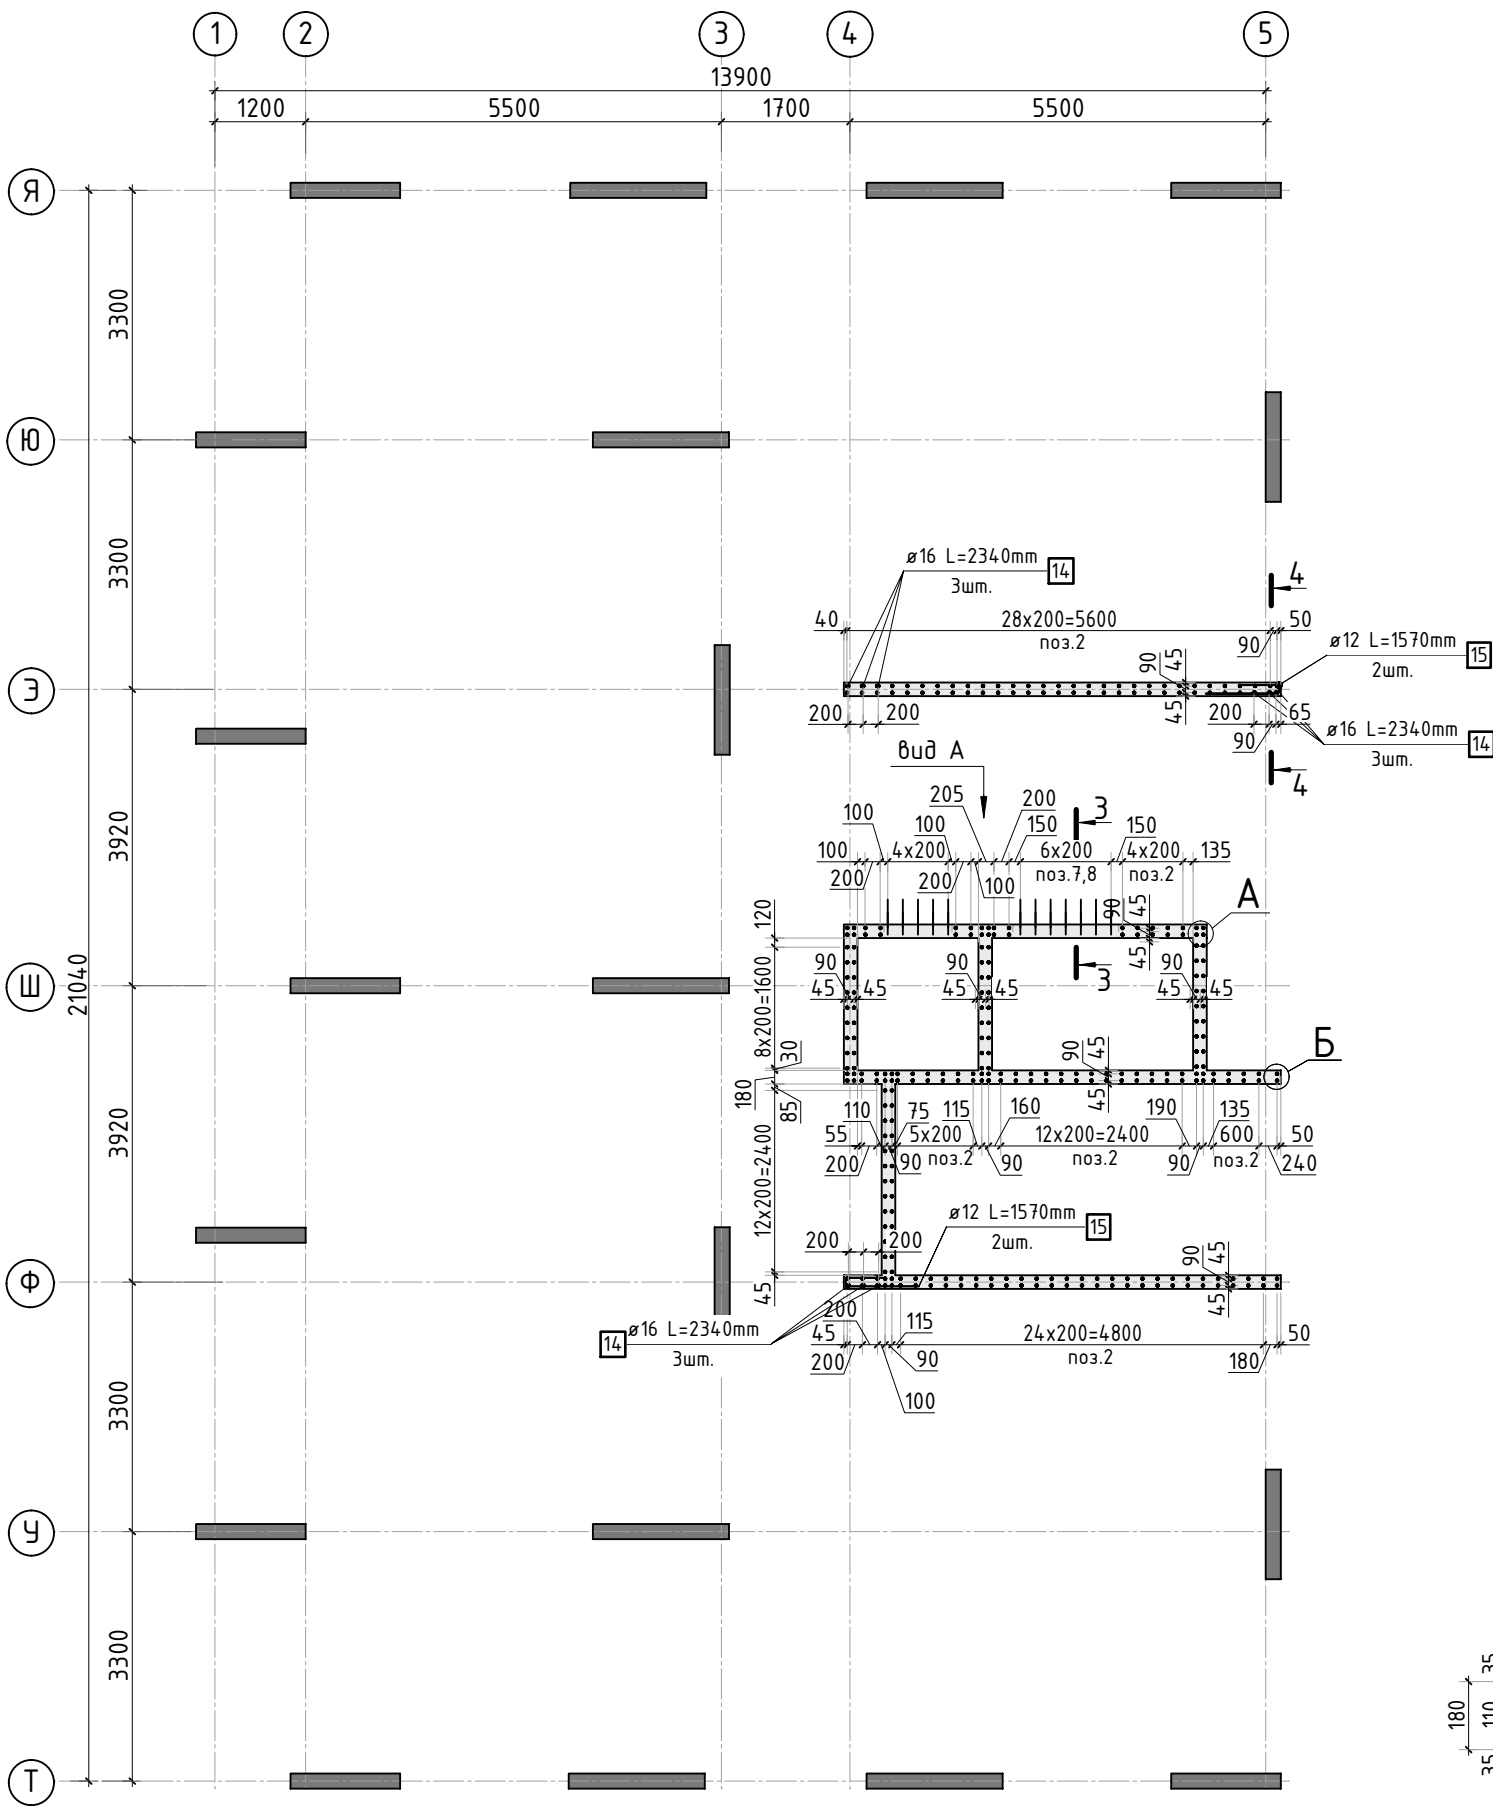 1 2 3 4 5
13900
1200 5500 1700 5500
Я
3300
Ю
3300
ø16 L=2340mm 14
3шт.
4
40 28x200=5600 50
поз.2
90
ø12 L=1570mm 15
2шт.
90 45
Э
45
200 200 200 65
90
ø16 L=2340mm 14
3шт.
4
вид А
3920
205 200 3
100 100 150 150
100 4x200 6x200 4x200 135
200 200 100 поз.7,8 поз.2
А
120
90 45
45
3
Ш
21040
90 90 90
45 45 45 45 45 45
8x200=1600
30
180
85
90 45
45
Б
3920
110 75 115 160 190 135
55 5x200 12x200=2400 600 50
200 90 поз.2 90 поз.2 90 поз.2 240
12x200=2400
ø12 L=1570mm 15
2шт.
200 200
90 45
45
Ф
45
14 ø16 L=2340mm
3шт.
200 115
45 24x200=4800 50
200 90 поз.2 180
100
3300
У
3300
35
180 110
35
Т